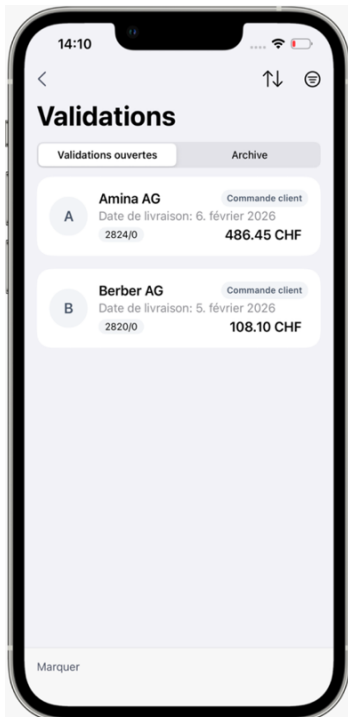 14:10
Validations
Validations ouvertes Archive
Amina AG Commande client
A
Date de livraison: 6. février 2026
2824/0 486.45 CHF
Berber AG Commande client
B
Date de livraison: 5. février 2026
2820/0 108.10 CHF
Marquer